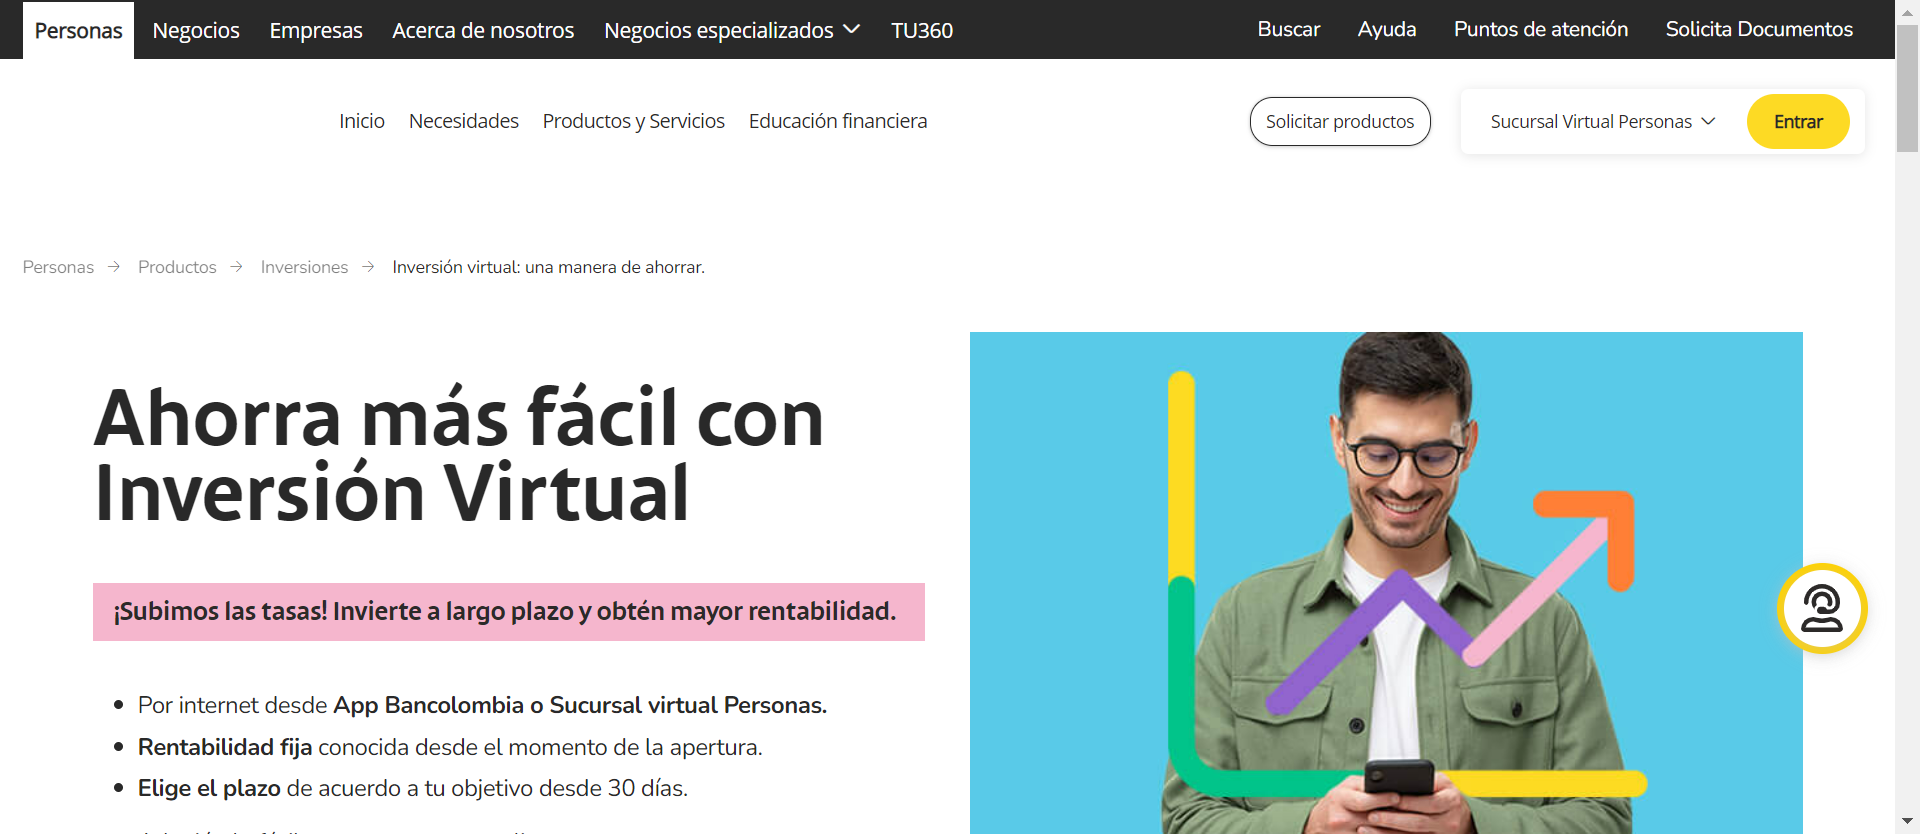 Personas Negocios Empresas Acerca de nosotros Negocios especializados TU360 Buscar Ayuda Puntos de atención Solicita Documentos
Inicio Necesidades Productos y Servicios Educación financiera Solicitar productos Sucursal Virtual Personas Entrar
Personas Productos Inversiones Inversión virtual: una manera de ahorrar.
Ahorra más fácil con
Inversión Virtual
¡Subimos las tasas! Invierte a largo plazo y obtén mayor rentabilidad.
Por internet desde App Bancolombia o Sucursal virtual Personas.
Rentabilidad fija conocida desde el momento de la apertura.
Elige el plazo de acuerdo a tu objetivo desde 30 días.